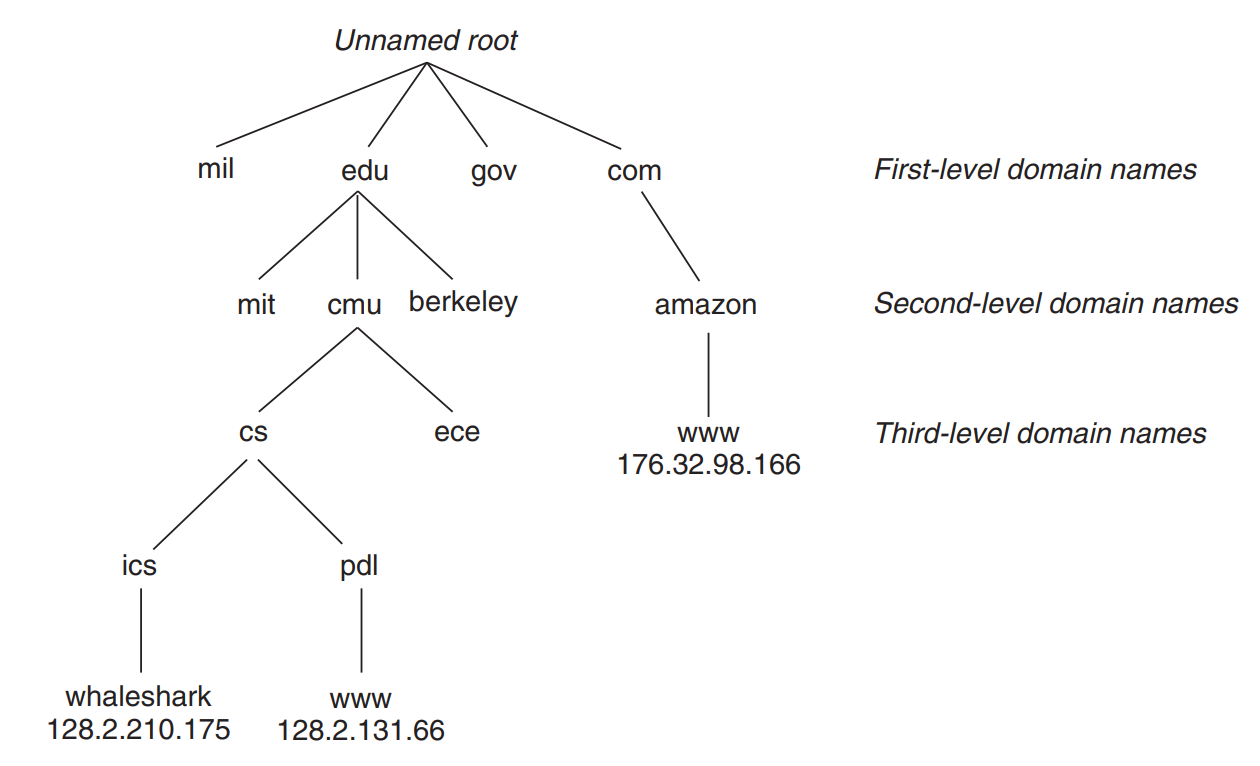 Unnamed root
mil edu gov com First-level domain names
mit cmu berkeley amazon Second-level domain names
cs ece www Third-level domain names
176.32.98.166
ics pdl
whaleshark www
128.2.210.175 128.2.131.66